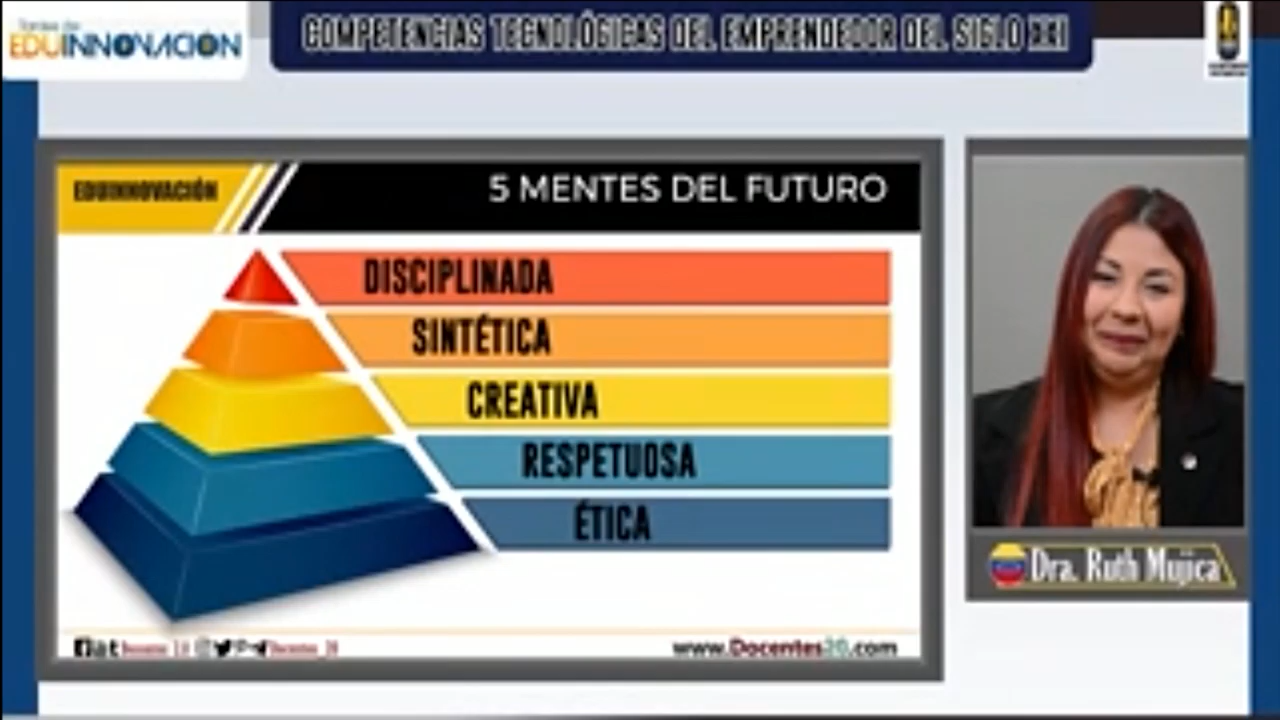 EDUINNOVACIÓN
COMPETENCIAS TECNOLÓGICAS DEL EMPRENDEDOR DEL SIGLO XXI
EDUINNOVACIÓN
5 MENTES DEL FUTURO
DISCIPLINADA
SINTÉTICA
CREATIVA
RESPETUOSA
ÉTICA
Dra. Ruth Mujica
www.Docentes20.com